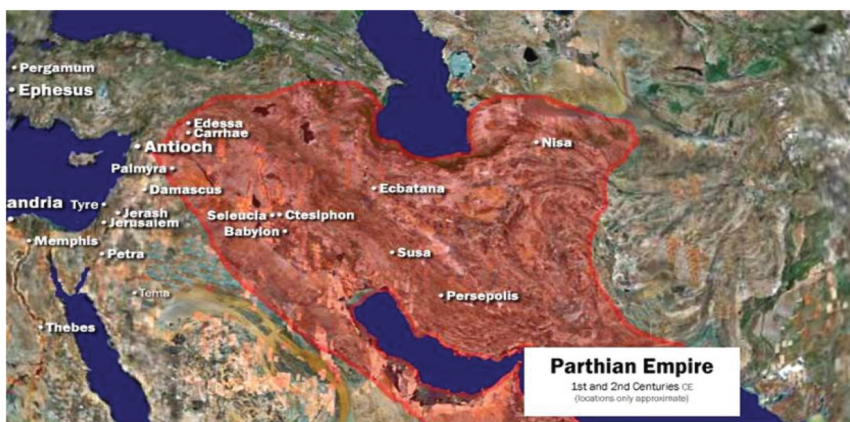 Pergamum
Ephesus
Edessa
Carrhae
Antioch
Nisa
Palmyra
Damascus
Ecbatana
andria
Tyre
Jerash
Jerusalem
Seleucia
Ctesiphon
Babylon
Memphis
Petra
Susa
Tema
Persepolis
Thebes
Parthian Empire
1st and 2nd Centuries CE
(locations only approximate)